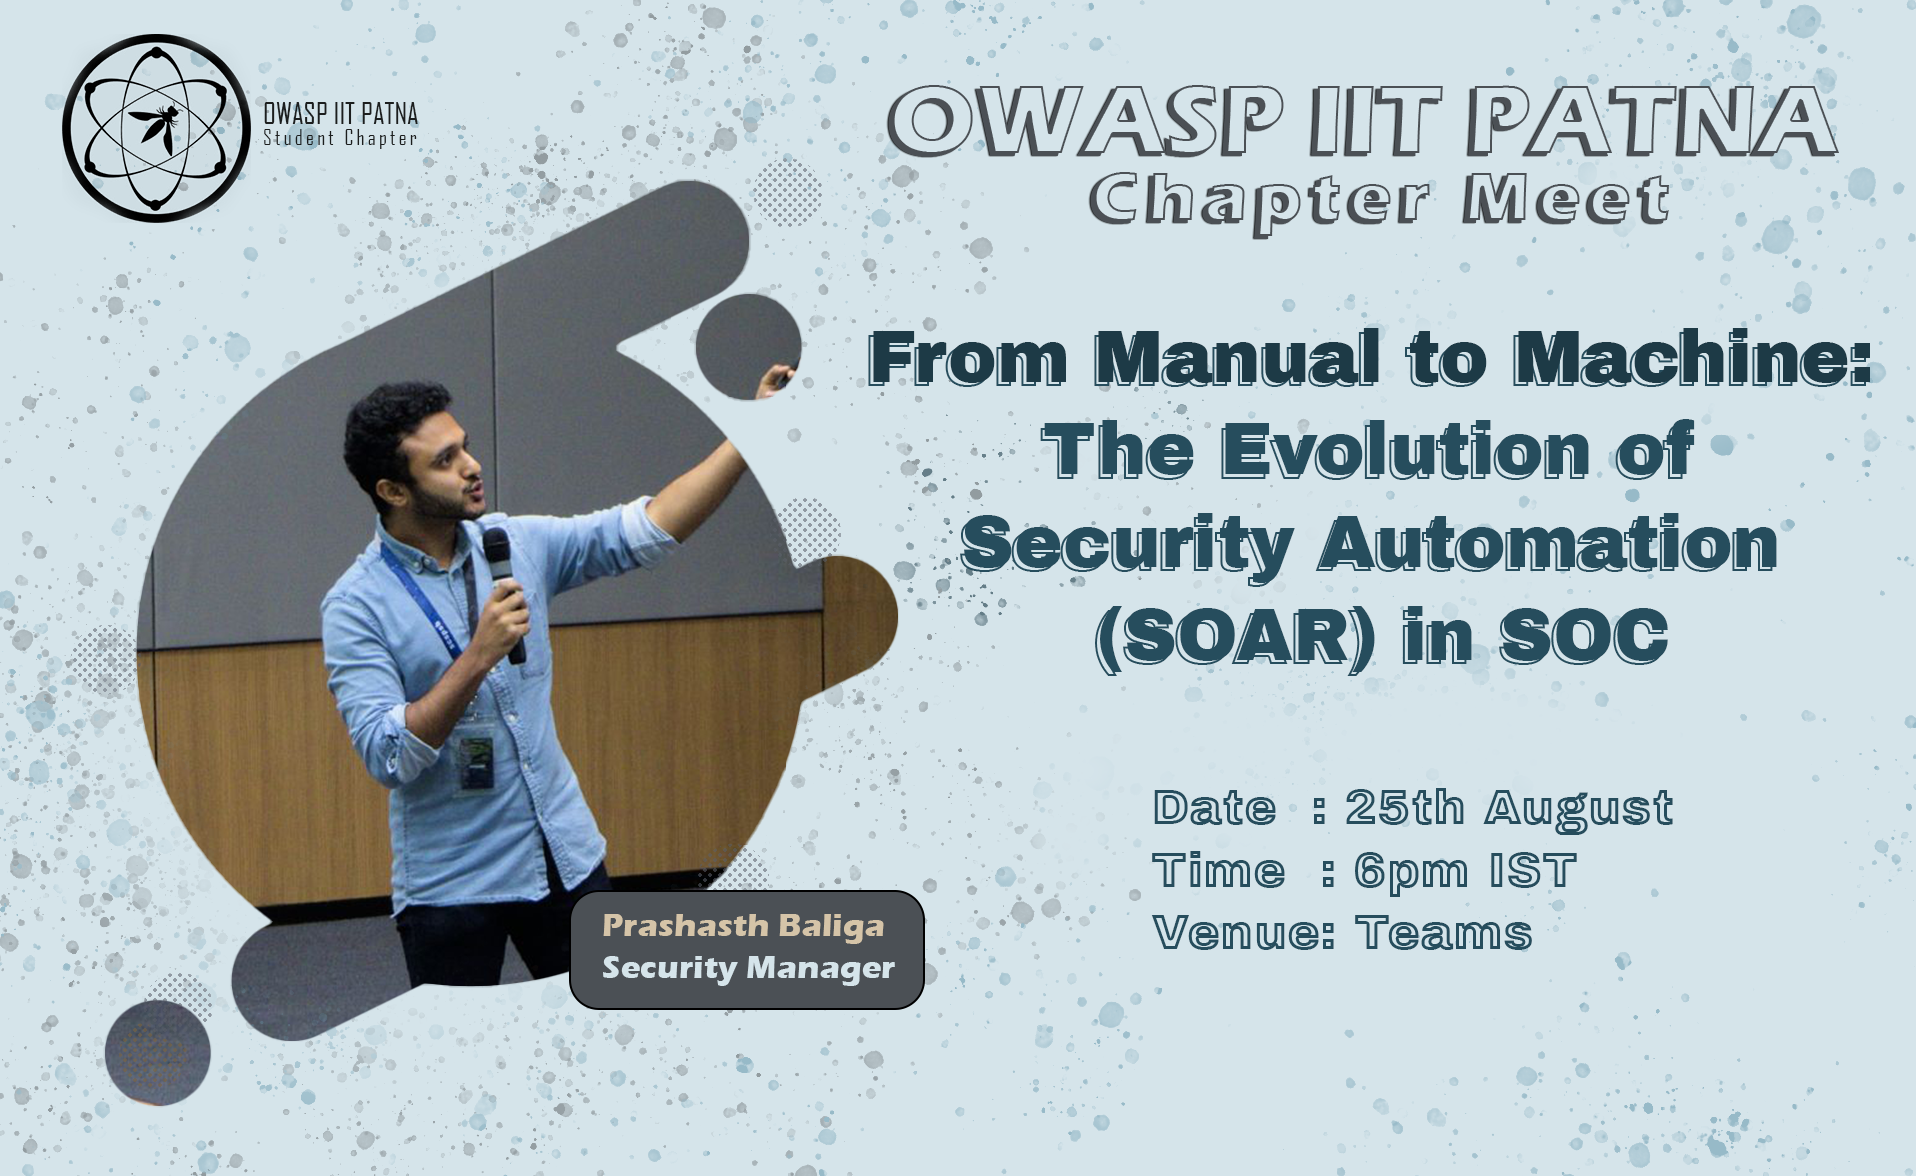 OWASP IIT PATNA
Student Chapter
OWASP IIT PATNA
Chapter Meet
From Manual to Machine:
The Evolution of
Security Automation
(SOAR) in SOC
Date : 25th August
Time : 6pm IST
Venue: Teams
Prashasth Baliga
Security Manager